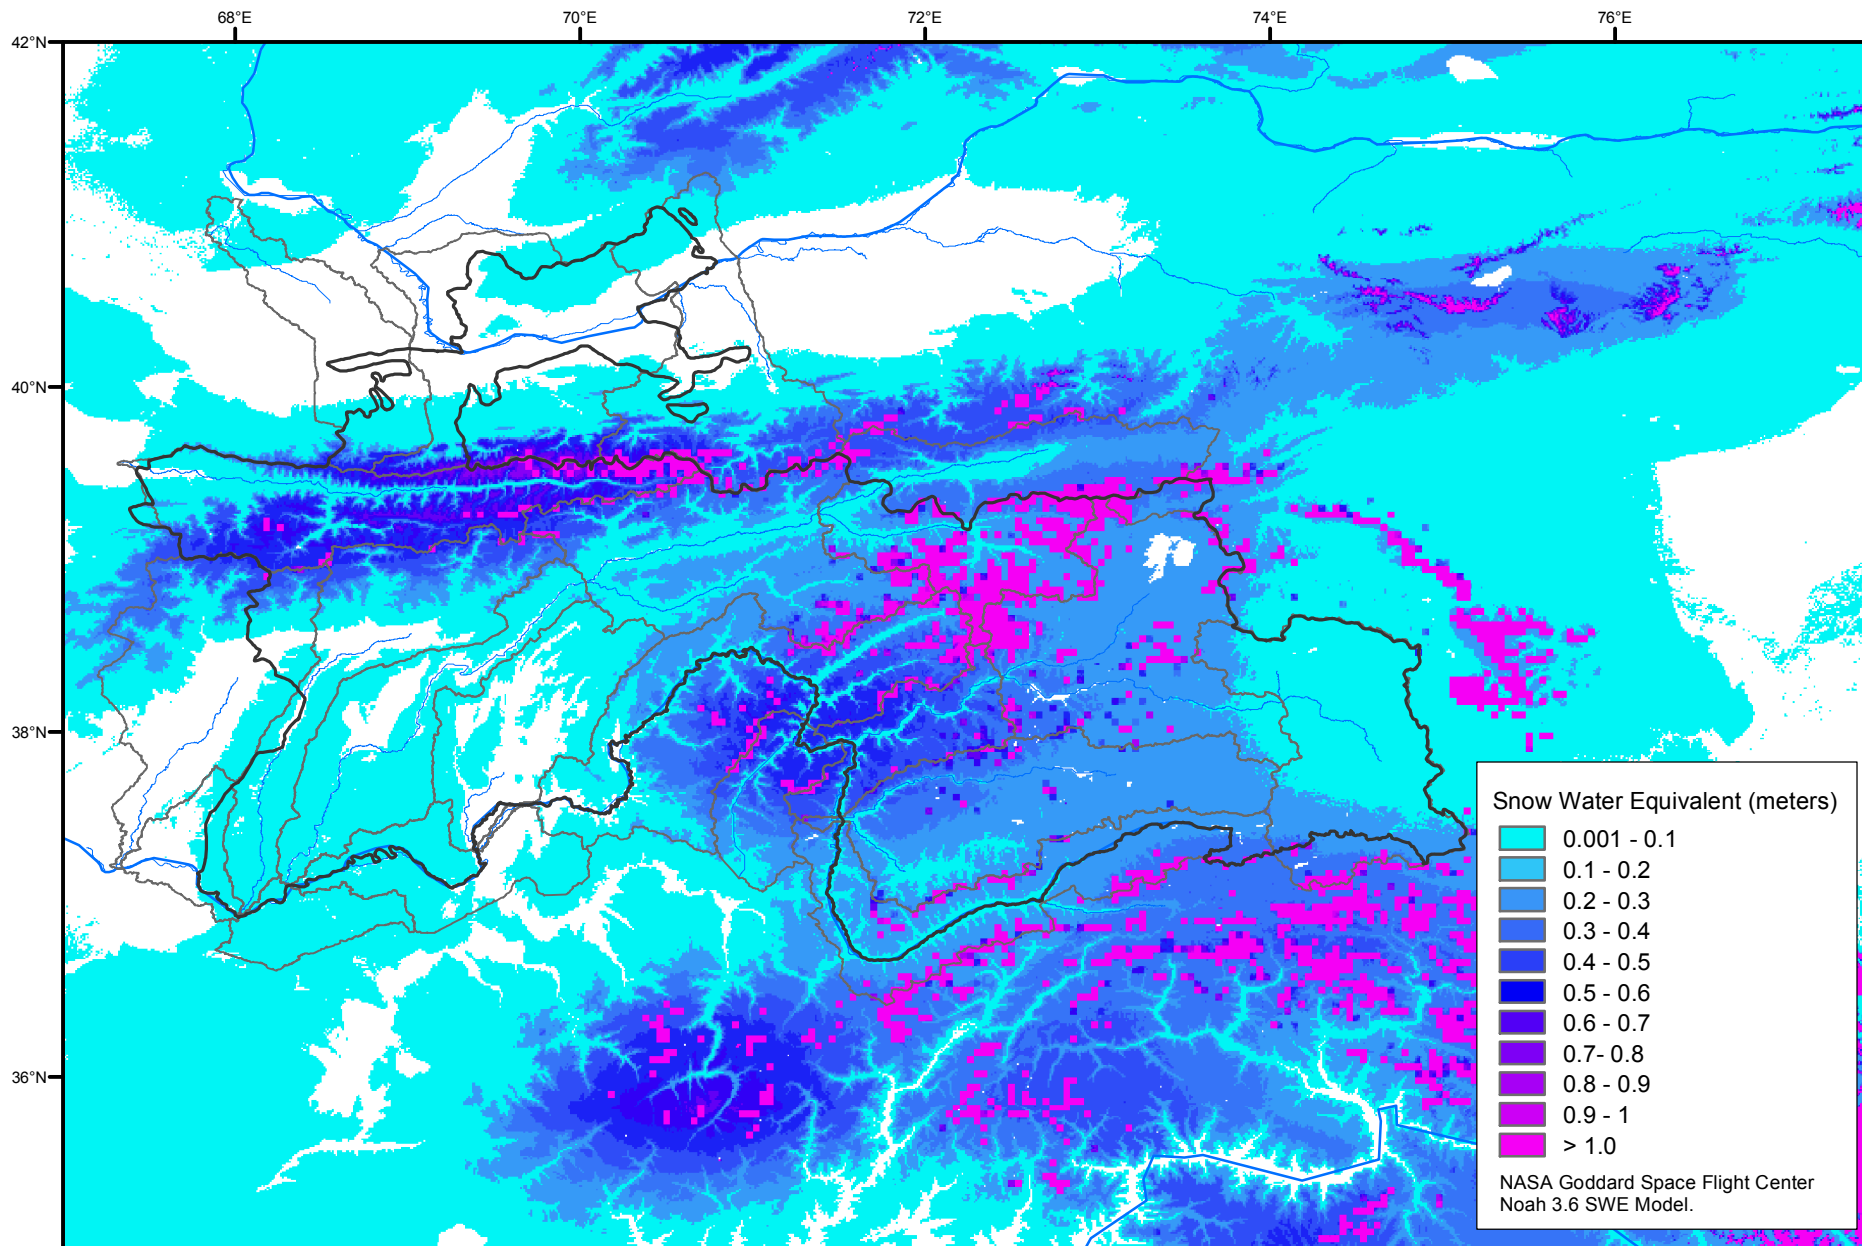 68°E 70°E 72°E 74°E 76°E
42°N
40°N
38°N
36°N
Snow Water Equivalent (meters)
0.001 - 0.1
0.1 - 0.2
0.2 - 0.3
0.3 - 0.4
0.4 - 0.5
0.5 - 0.6
0.6 - 0.7
0.7- 0.8
0.8 - 0.9
0.9 - 1
> 1.0
NASA Goddard Space Flight Center
Noah 3.6 SWE Model.